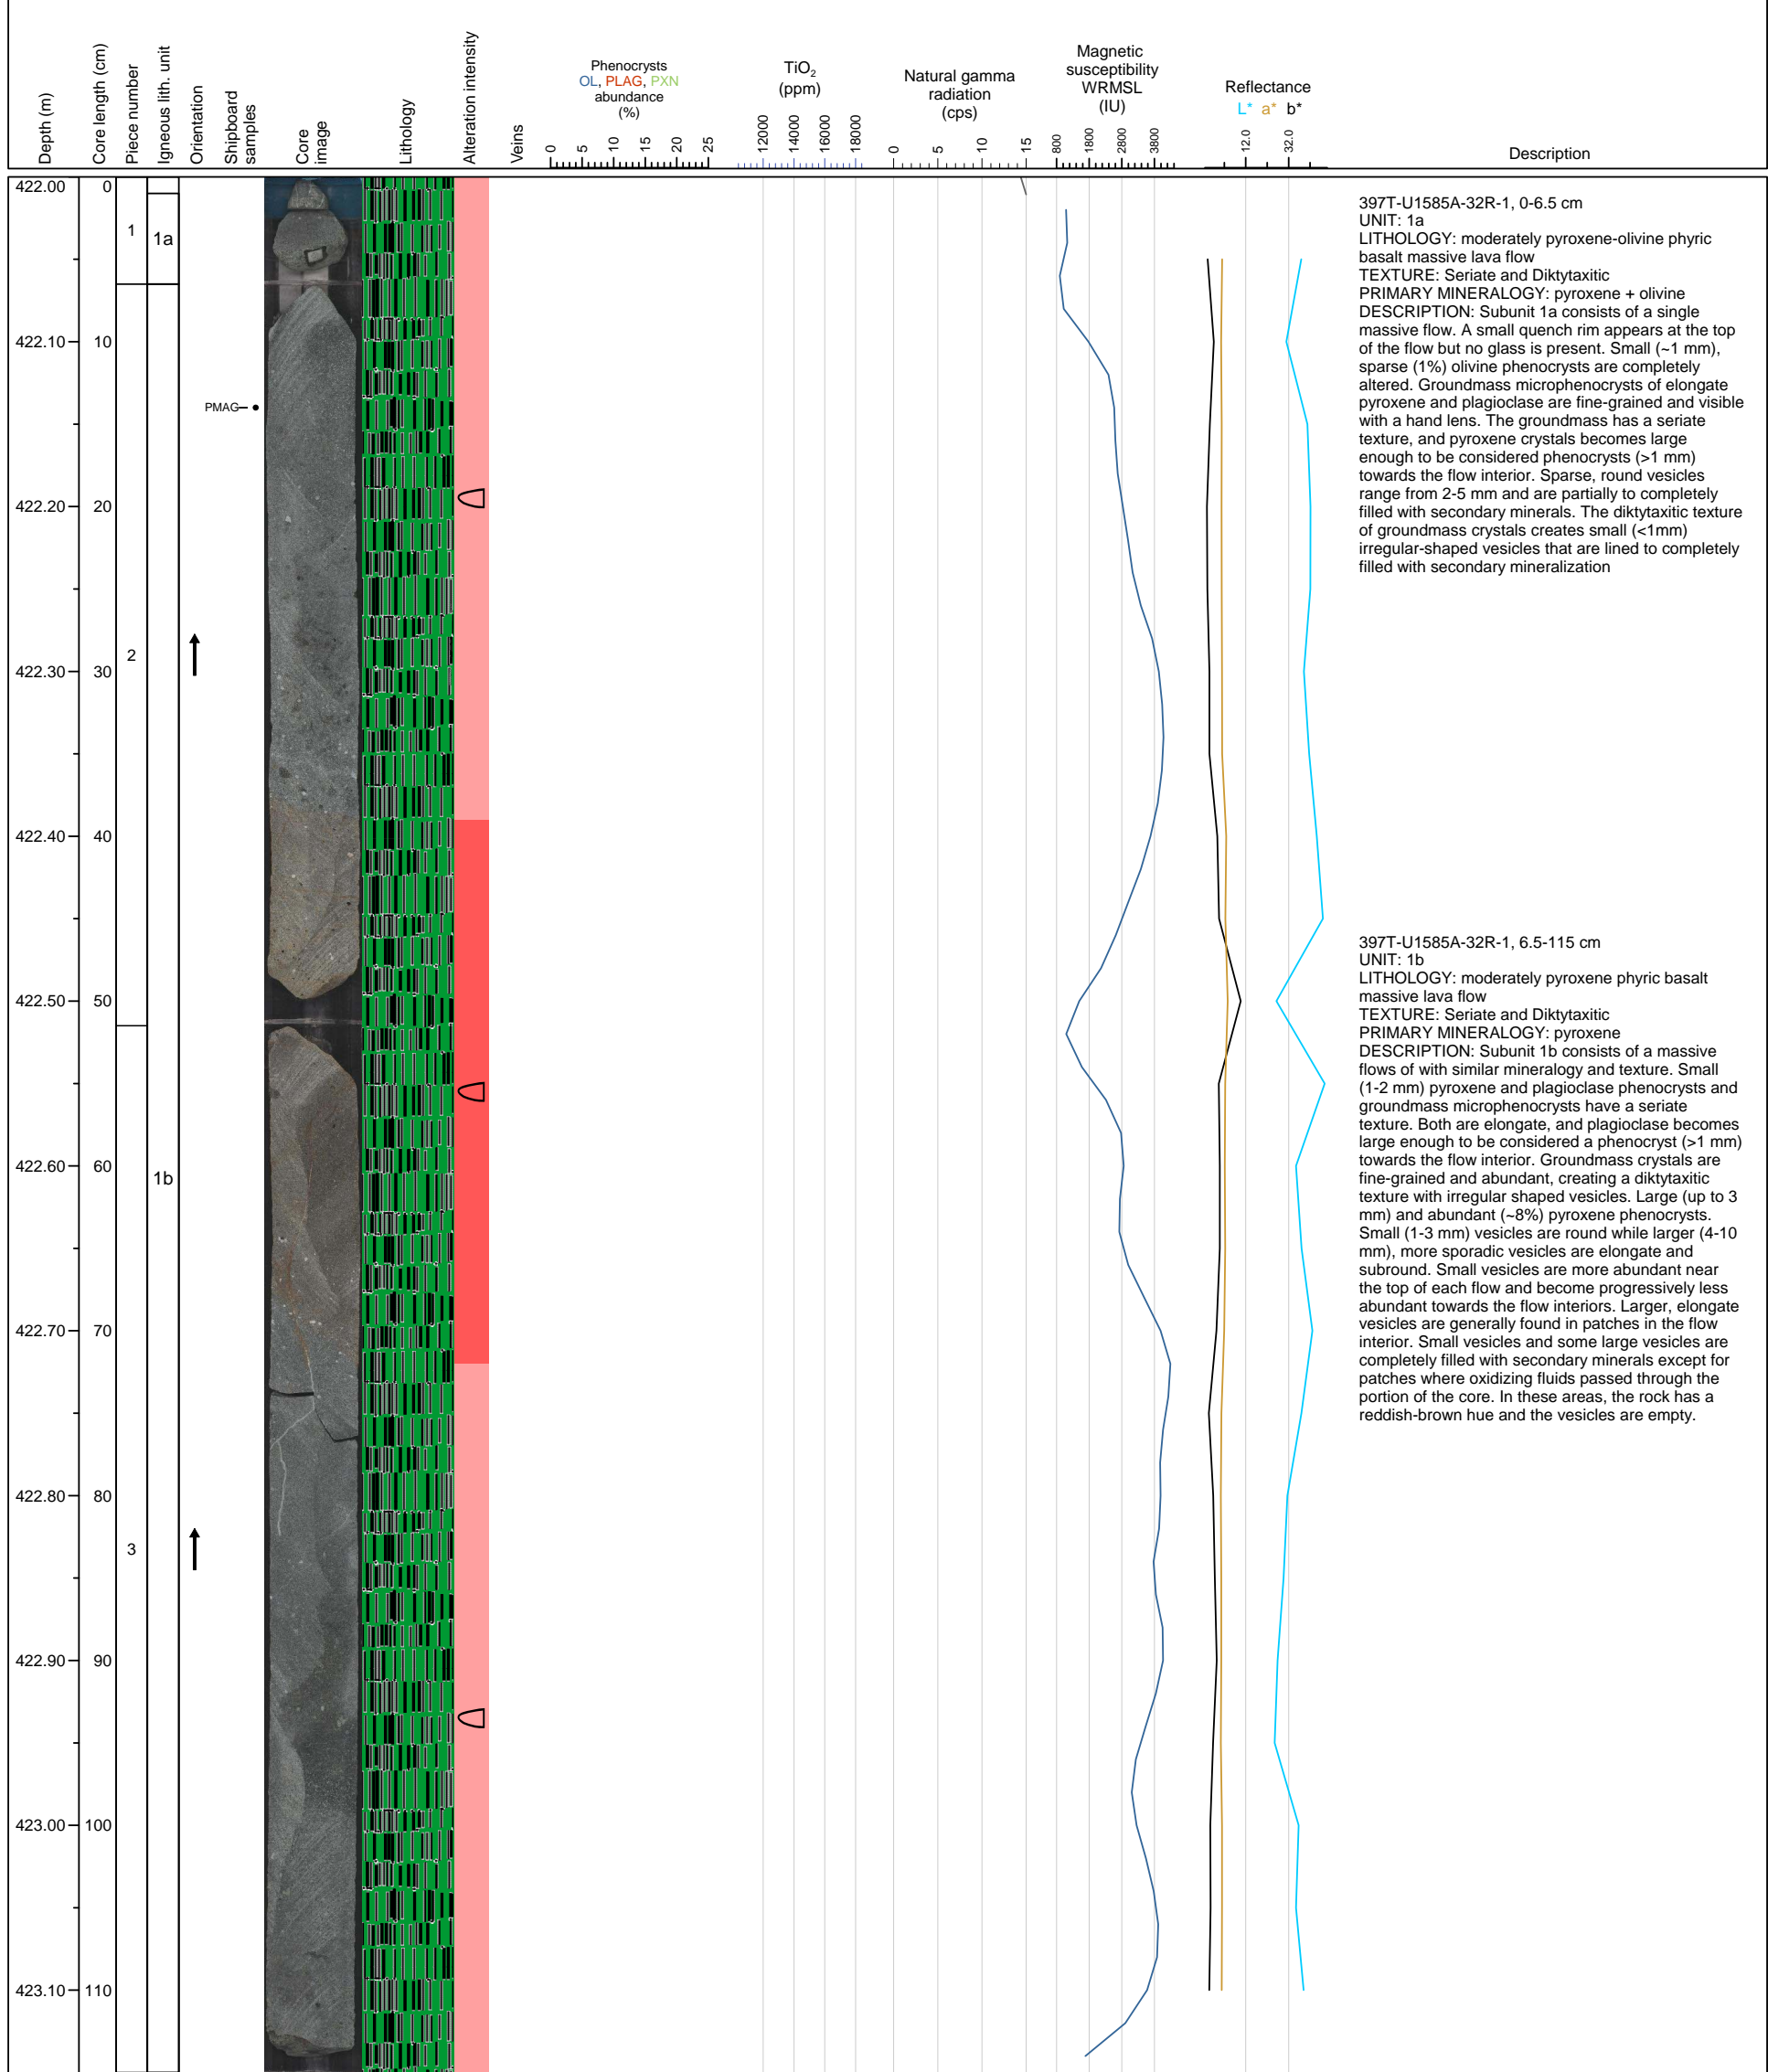 Depth (m)
Core length (cm)
Piece number
Igneous lith. unit
Orientation
Shipboard
samples
Core
image
Lithology
Alteration intensity
Veins
Phenocrysts
OL, PLAG, PXN
abundance
(%)
0 5 10 15 20 25
TiO2
(ppm)
12000 14000 16000 18000
Natural gamma
radiation
(cps)
0 5 10 15
Magnetic
susceptibility
WRMSL
(IU)
800 1800 2800 3800
Reflectance
L* a* b*
12.0 32.0
Description
422.00 0
422.10 10
422.20 20
422.30 30
422.40 40
422.50 50
422.60 60
422.70 70
422.80 80
422.90 90
423.00 100
423.10 110
1
2
3
1a
1b
PMAG
397T-U1585A-32R-1, 0-6.5 cm
UNIT: 1a
LITHOLOGY: moderately pyroxene-olivine phyric
basalt massive lava flow
TEXTURE: Seriate and Diktytaxitic
PRIMARY MINERALOGY: pyroxene + olivine
DESCRIPTION: Subunit 1a consists of a single
massive flow. A small quench rim appears at the top
of the flow but no glass is present. Small (~1 mm),
sparse (1%) olivine phenocrysts are completely
altered. Groundmass microphenocrysts of elongate
pyroxene and plagioclase are fine-grained and visible
with a hand lens. The groundmass has a seriate
texture, and pyroxene crystals becomes large
enough to be considered phenocrysts (>1 mm)
towards the flow interior. Sparse, round vesicles
range from 2-5 mm and are partially to completely
filled with secondary minerals. The diktytaxitic texture
of groundmass crystals creates small (<1mm)
irregular-shaped vesicles that are lined to completely
filled with secondary mineralization
397T-U1585A-32R-1, 6.5-115 cm
UNIT: 1b
LITHOLOGY: moderately pyroxene phyric basalt
massive lava flow
TEXTURE: Seriate and Diktytaxitic
PRIMARY MINERALOGY: pyroxene
DESCRIPTION: Subunit 1b consists of a massive
flows of with similar mineralogy and texture. Small
(1-2 mm) pyroxene and plagioclase phenocrysts and
groundmass microphenocrysts have a seriate
texture. Both are elongate, and plagioclase becomes
large enough to be considered a phenocryst (>1 mm)
towards the flow interior. Groundmass crystals are
fine-grained and abundant, creating a diktytaxitic
texture with irregular shaped vesicles. Large (up to 3
mm) and abundant (~8%) pyroxene phenocrysts.
Small (1-3 mm) vesicles are round while larger (4-10
mm), more sporadic vesicles are elongate and
subround. Small vesicles are more abundant near
the top of each flow and become progressively less
abundant towards the flow interiors. Larger, elongate
vesicles are generally found in patches in the flow
interior. Small vesicles and some large vesicles are
completely filled with secondary minerals except for
patches where oxidizing fluids passed through the
portion of the core. In these areas, the rock has a
reddish-brown hue and the vesicles are empty.